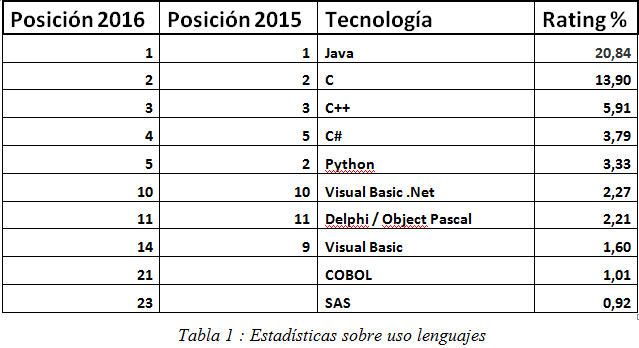 Posición 2016 Posición 2015 Tecnología Rating %
1 1 Java 20,84
2 2 C 13,90
3 3 C++ 5,91
4 5 C# 3,79
5 2 Python 3,33
10 10 Visual Basic .Net 2,27
11 11 Delphi / Object Pascal 2,21
14 9 Visual Basic 1,60
21 COBOL 1,01
23 SAS 0,92
Tabla 1 : Estadísticas sobre uso lenguajes